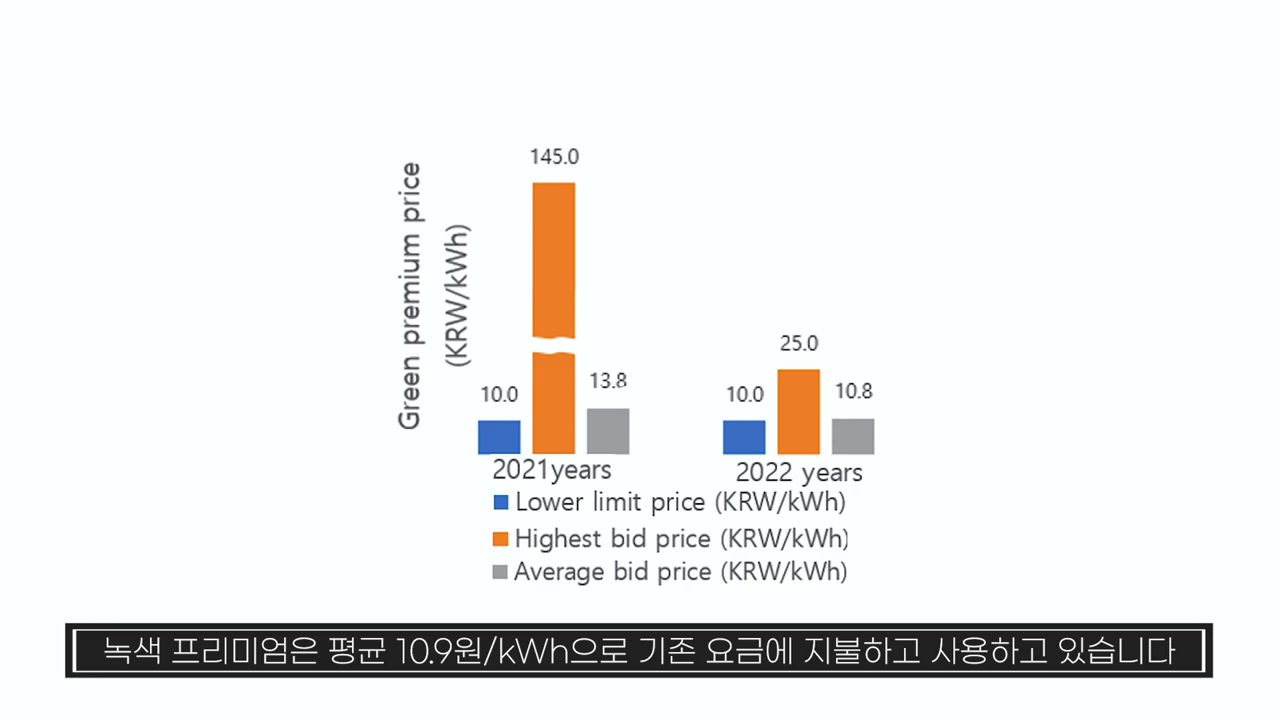 Green premium price
(KRW/kWh)
145.0
10.0
13.8
25.0
10.0
10.8
2021years
2022 years
Lower limit price (KRW/kWh)
Highest bid price (KRW/kWh)
Average bid price (KRW/kWh)
녹색 프리미엄은 평균 10.9원/kWh으로 기존 요금에 지불하고 사용하고 있습니다